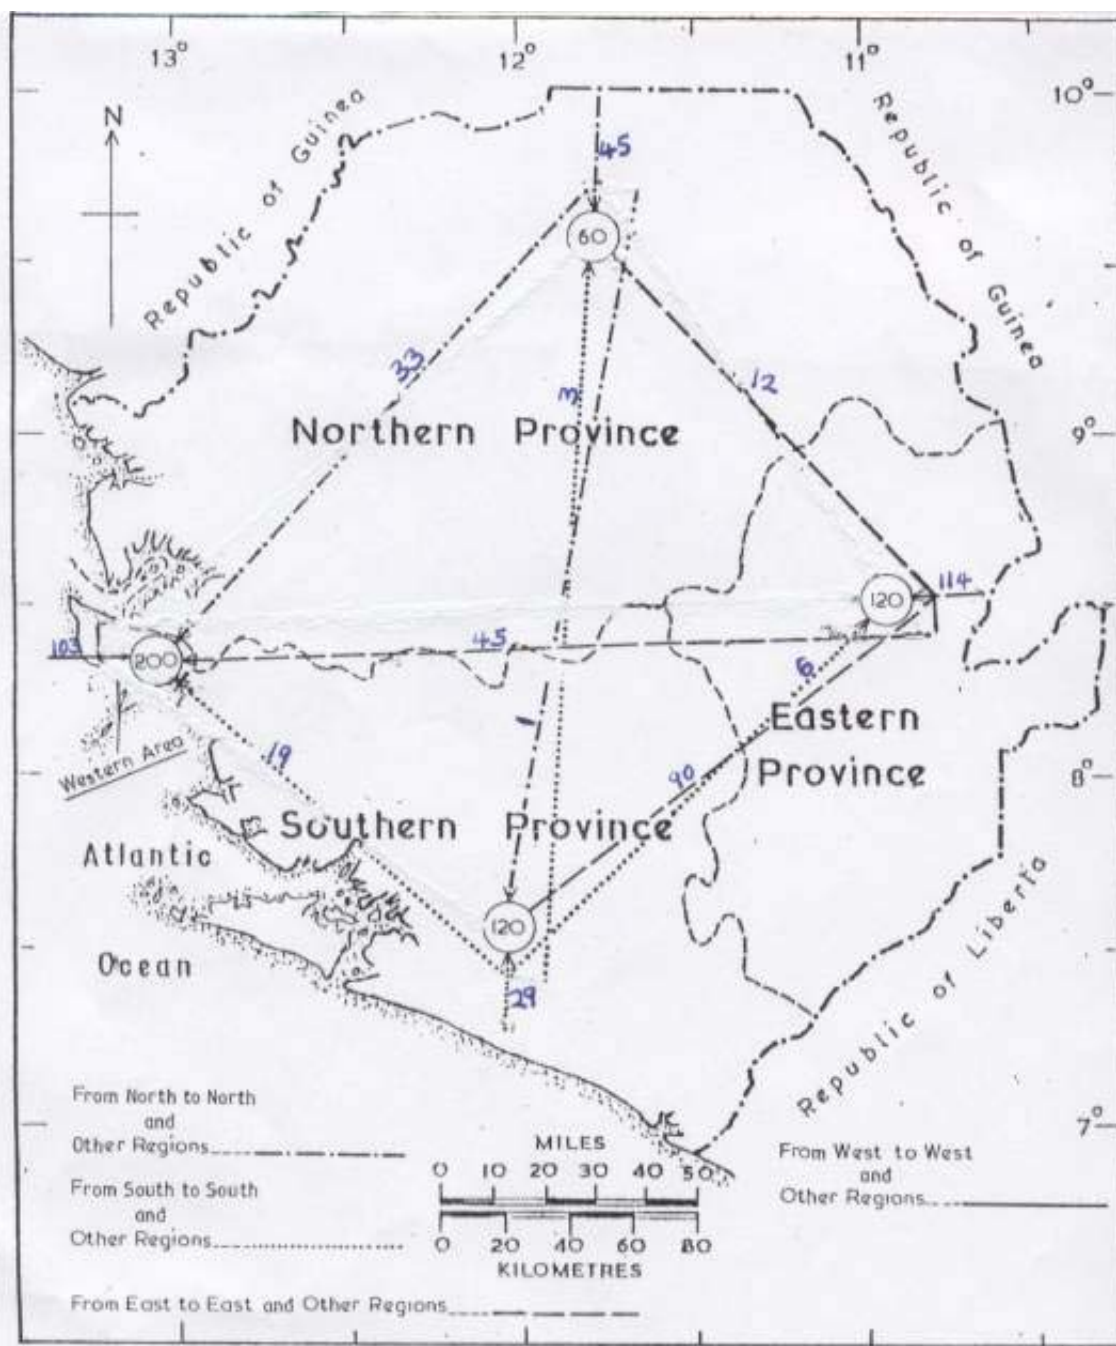 13° 12° 11°
10°
N
Republic of Guinea
Republic of Guinea
45
60
33
12
3
Northern Province
9°
114
120
103
200
45
6
Eastern
Province
1
19
90
Western Area
8°
Southern Province
Atlantic
Ocean
120
29
Republic of Liberia
7°
From North to North
and
Other Regions
From South to South
and
Other Regions
From East to East and Other Regions
MILES
0 10 20 30 40 50
0 20 40 60 80
KILOMETRES
From West to West
and
Other Regions
13° 12° 11°